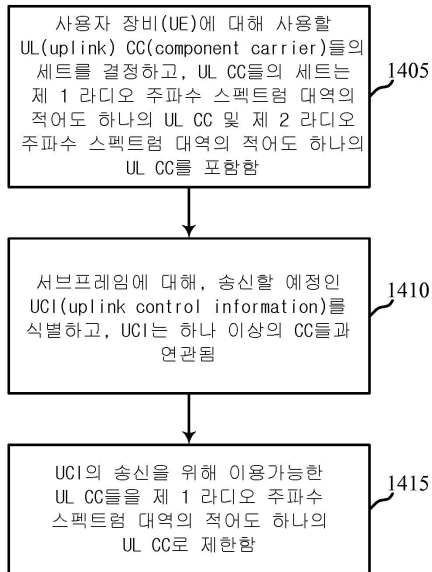 사용자 장비(UE)에 대해 사용할
UL(uplink) CC(component carrier)들의
세트를 결정하고, UL CC들의 세트는
제 1 라디오 주파수 스펙트럼 대역의
적어도 하나의 UL CC 및 제 2 라디오
주파수 스펙트럼 대역의 적어도 하나의
UL CC를 포함함
1405
서브프레임에 대해, 송신할 예정인
UCI(uplink control information)를
식별하고, UCI는 하나 이상의 CC들과
연관됨
1410
UCI의 송신을 위해 이용가능한
UL CC들을 제 1 라디오 주파수
스펙트럼 대역의 적어도 하나의
UL CC로 제한함
1415